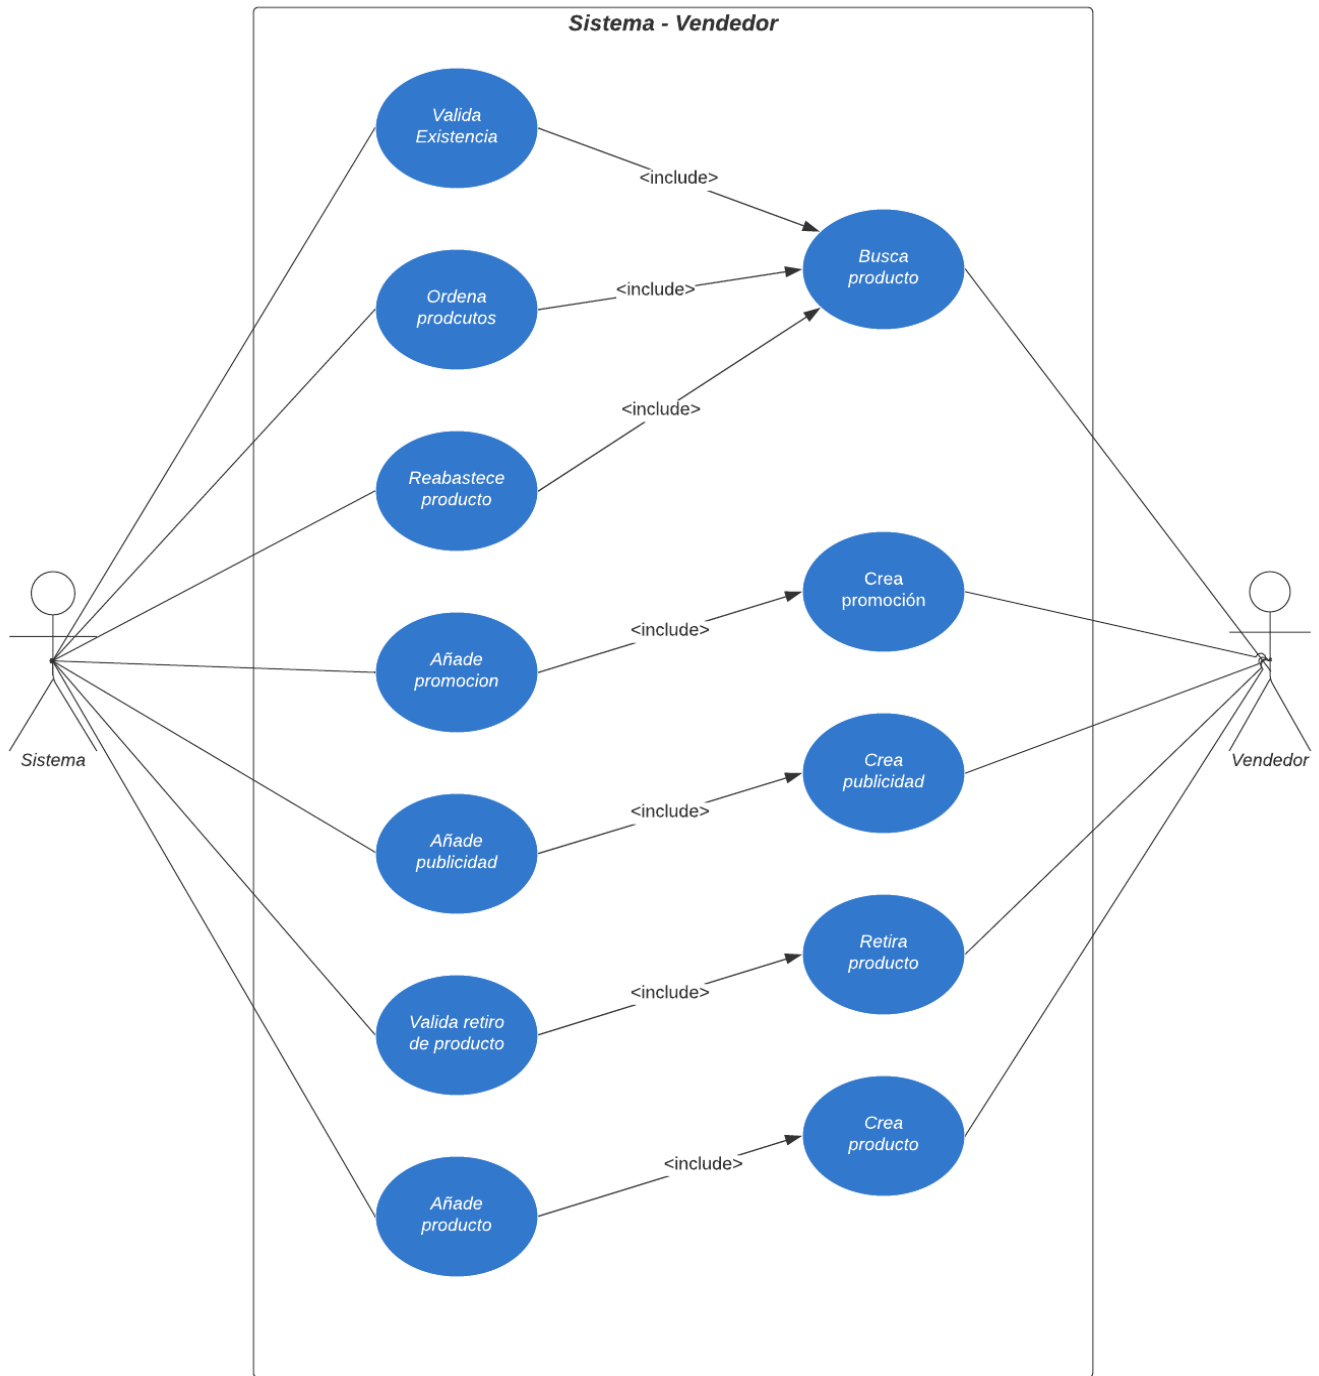 Sistema - Vendedor
Valida
Existencia
<include>
Busca
producto
Ordena
prodcutos
<include>
<include>
Reabastece
producto
Crea
promoción
<include>
Añade
promocion
Sistema
Vendedor
Crea
publicidad
<include>
Añade
publicidad
Retira
producto
<include>
Valida retiro
de producto
Crea
producto
<include>
Añade
producto